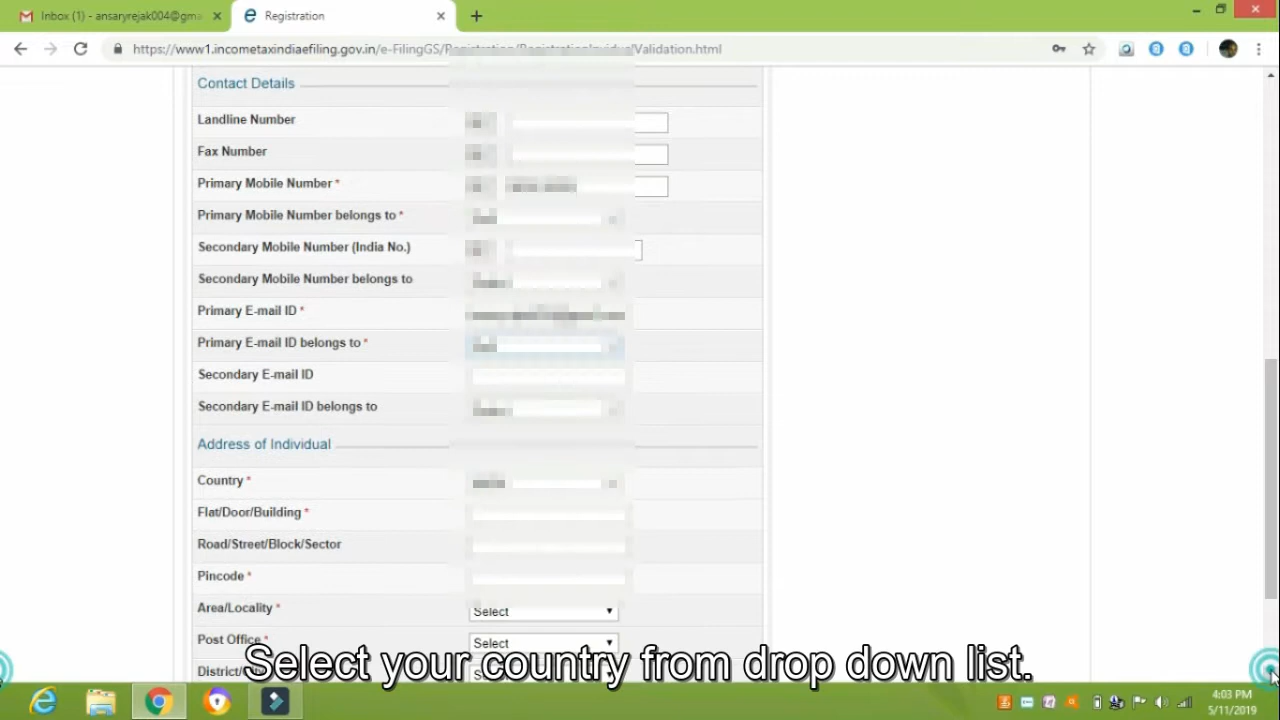 Inbox (1) - ansaryrejak004@gma
Registration
https://www1.incometaxindiaefiling.gov.in/e-FilingGS/Registration/RegistrationIndividualValidation.html
Contact Details
Landline Number
Fax Number
Primary Mobile Number *
Primary Mobile Number belongs to *
Secondary Mobile Number (India No.)
Secondary Mobile Number belongs to
Primary E-mail ID *
Primary E-mail ID belongs to *
Secondary E-mail ID
Secondary E-mail ID belongs to
Address of Individual
Country *
Flat/Door/Building *
Road/Street/Block/Sector
Pincode *
Area/Locality * Select
Post Office * Select
Select your country from drop down list.
4:03 PM
5/11/2019